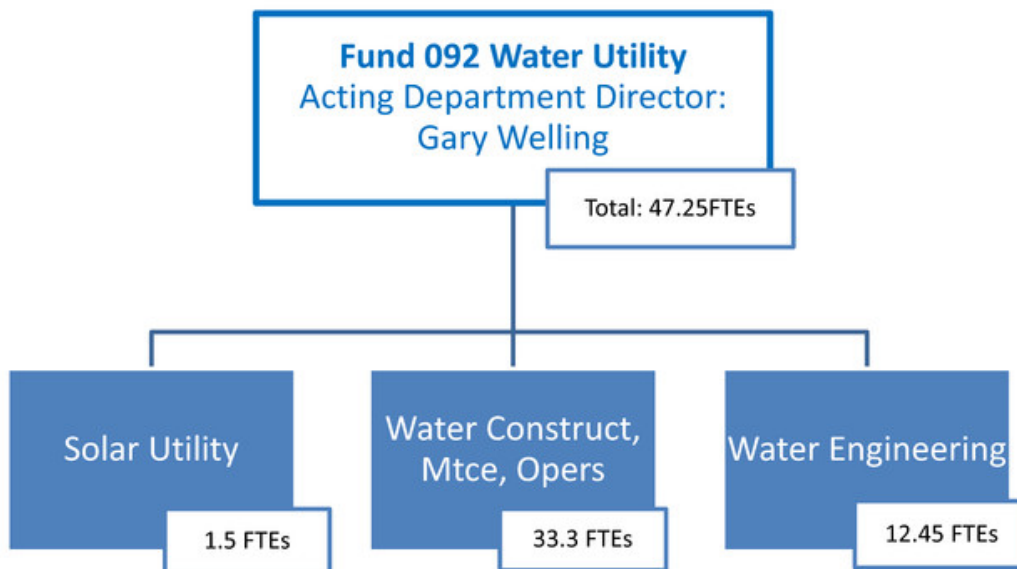 Fund 092 Water Utility
Acting Department Director:
Gary Welling
Total: 47.25FTEs
Solar Utility
1.5 FTEs
Water Construct,
Mtce, Opers
33.3 FTEs
Water Engineering
12.45 FTEs